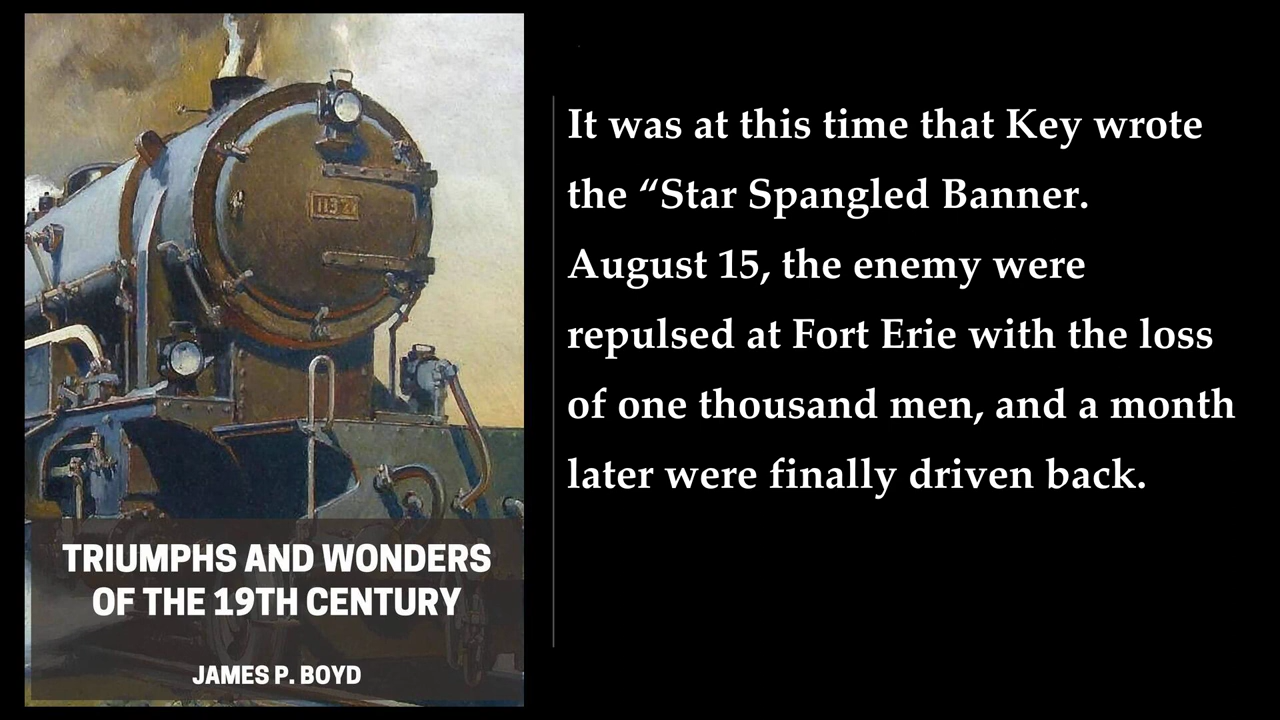 It was at this time that Key wrote
the “Star Spangled Banner.
August 15, the enemy were
repulsed at Fort Erie with the loss
of one thousand men, and a month
later were finally driven back.
TRIUMPHS AND WONDERS
OF THE 19TH CENTURY
JAMES P. BOYD